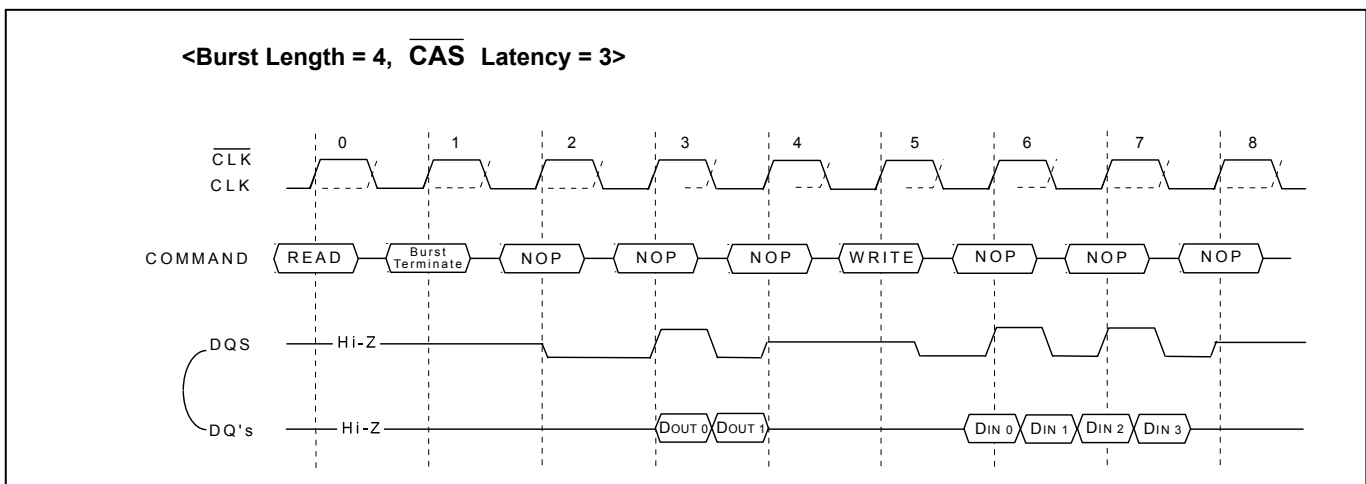 <Burst Length = 4, CAS Latency = 3>
0 1 2 3 4 5 6 7 8
CLK
CLK
COMMAND READ Burst Terminate NOP NOP NOP WRITE NOP NOP NOP
DQS Hi-Z
DQ's Hi-Z DOUT 0 DOUT 1 DIN 0 DIN 1 DIN 2 DIN 3